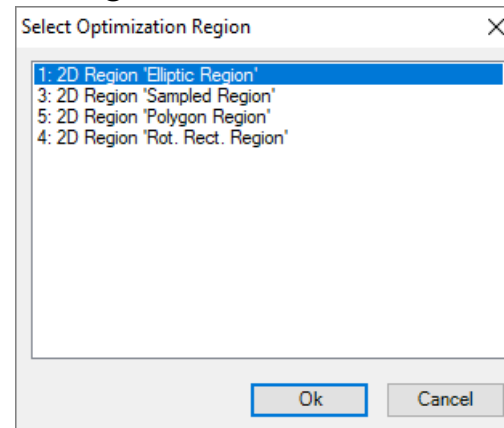 Select Optimization Region
1: 2D Region 'Elliptic Region'
3: 2D Region 'Sampled Region'
5: 2D Region 'Polygon Region'
4: 2D Region 'Rot. Rect. Region'
Ok Cancel